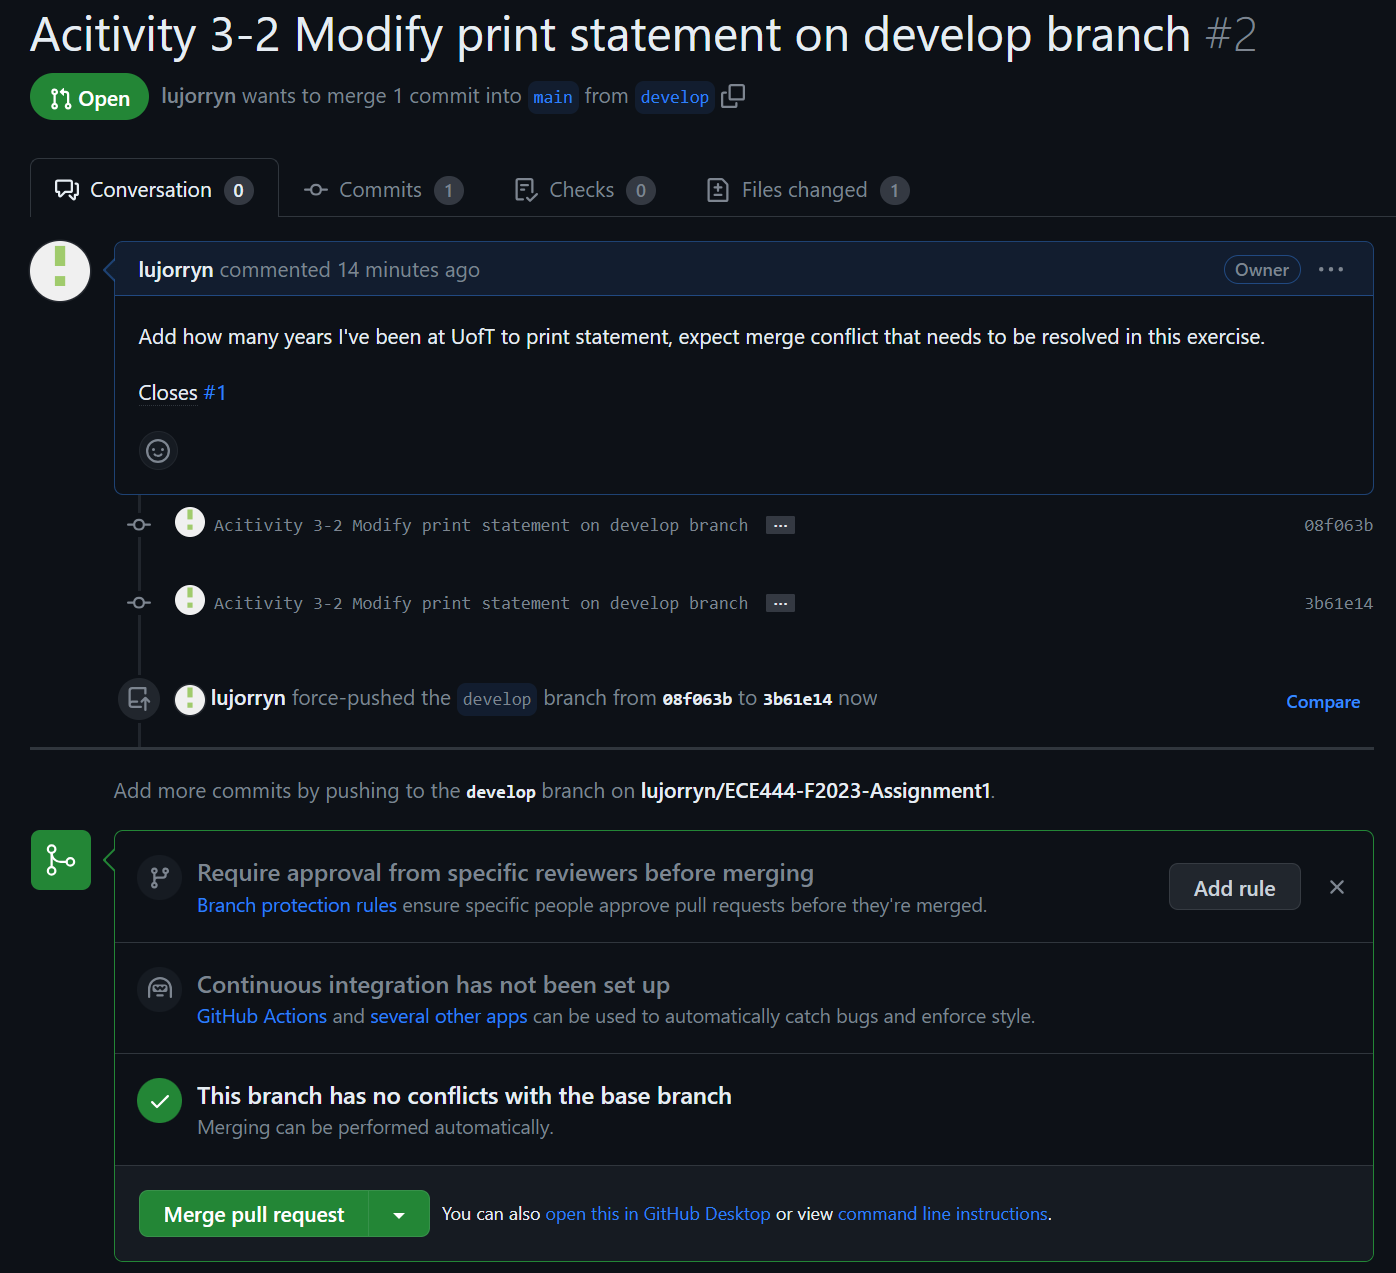 Acitivity 3-2 Modify print statement on develop branch #2
Open lujorryn wants to merge 1 commit into main from develop
Conversation 0 Commits 1 Checks 0 Files changed 1
lujorryn commented 14 minutes ago Owner ...
Add how many years I've been at UofT to print statement, expect merge conflict that needs to be resolved in this exercise.
Closes #1
Acitivity 3-2 Modify print statement on develop branch ... 08f063b
Acitivity 3-2 Modify print statement on develop branch ... 3b61e14
lujorryn force-pushed the develop branch from 08f063b to 3b61e14 now Compare
Add more commits by pushing to the develop branch on lujorryn/ECE444-F2023-Assignment1.
Require approval from specific reviewers before merging
Branch protection rules ensure specific people approve pull requests before they're merged.
Add rule
Continuous integration has not been set up
GitHub Actions and several other apps can be used to automatically catch bugs and enforce style.
This branch has no conflicts with the base branch
Merging can be performed automatically.
Merge pull request You can also open this in GitHub Desktop or view command line instructions.